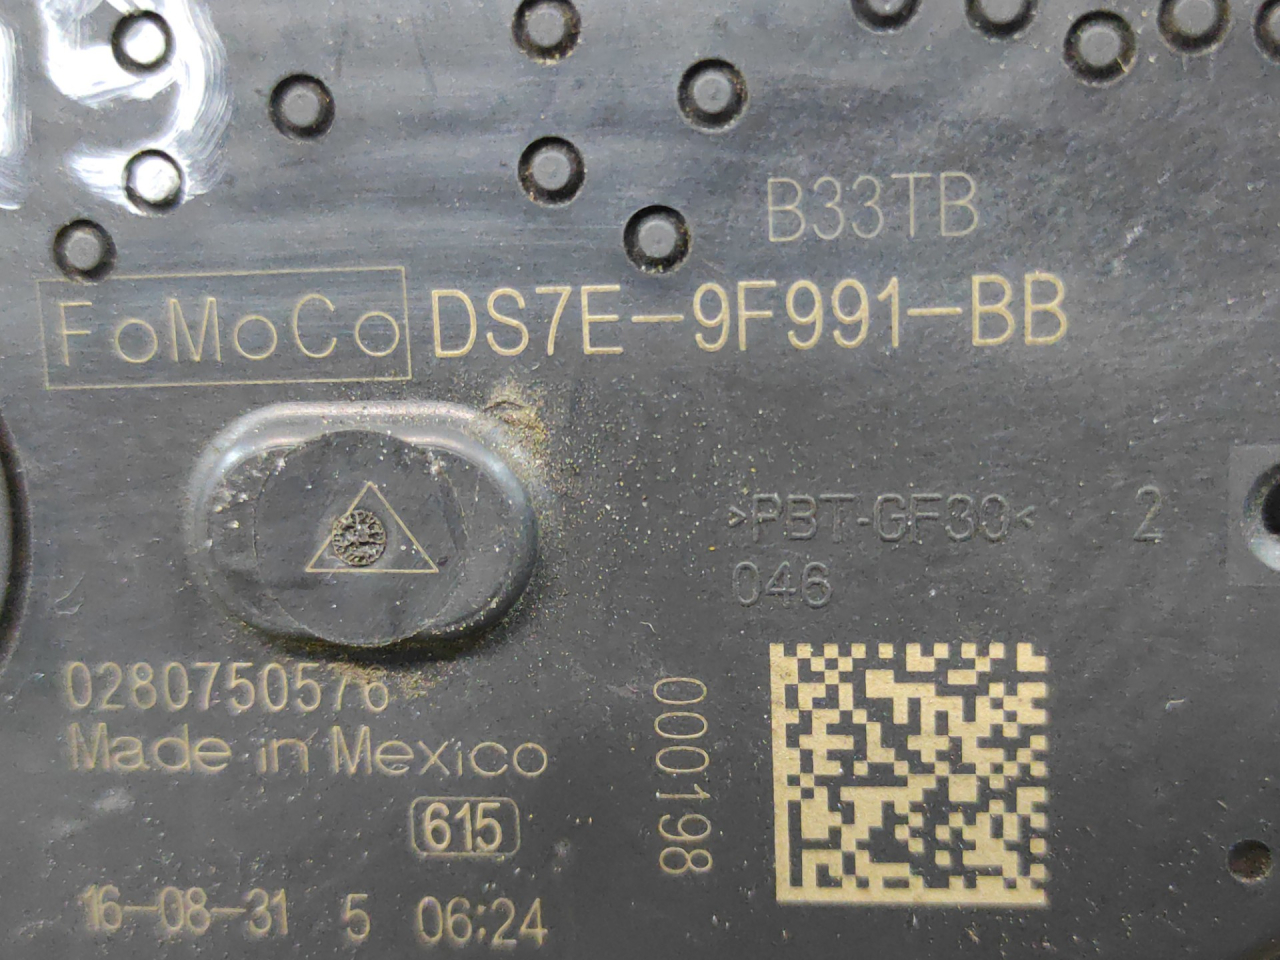 B33TB
FoMoCo DS7E-9F991-BB
>PBT-GF30< 2
046
0280750576
Made in Mexico
000198
615
16-08-31 5 06:24